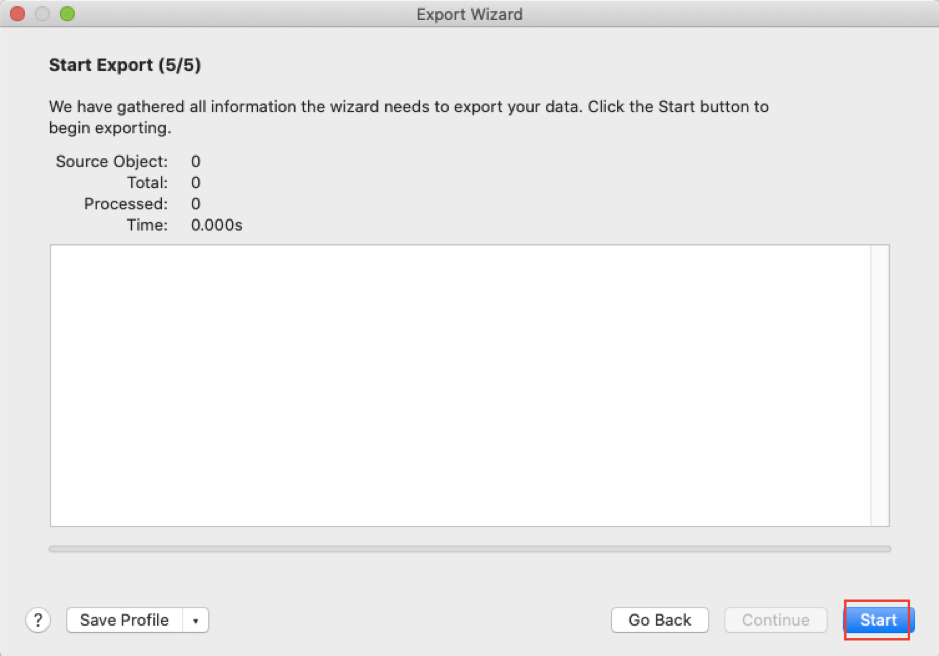 Export Wizard
Start Export (5/5)
We have gathered all information the wizard needs to export your data. Click the Start button to
begin exporting.
Source Object: 0
Total: 0
Processed: 0
Time: 0.000s
? Save Profile Go Back Continue Start